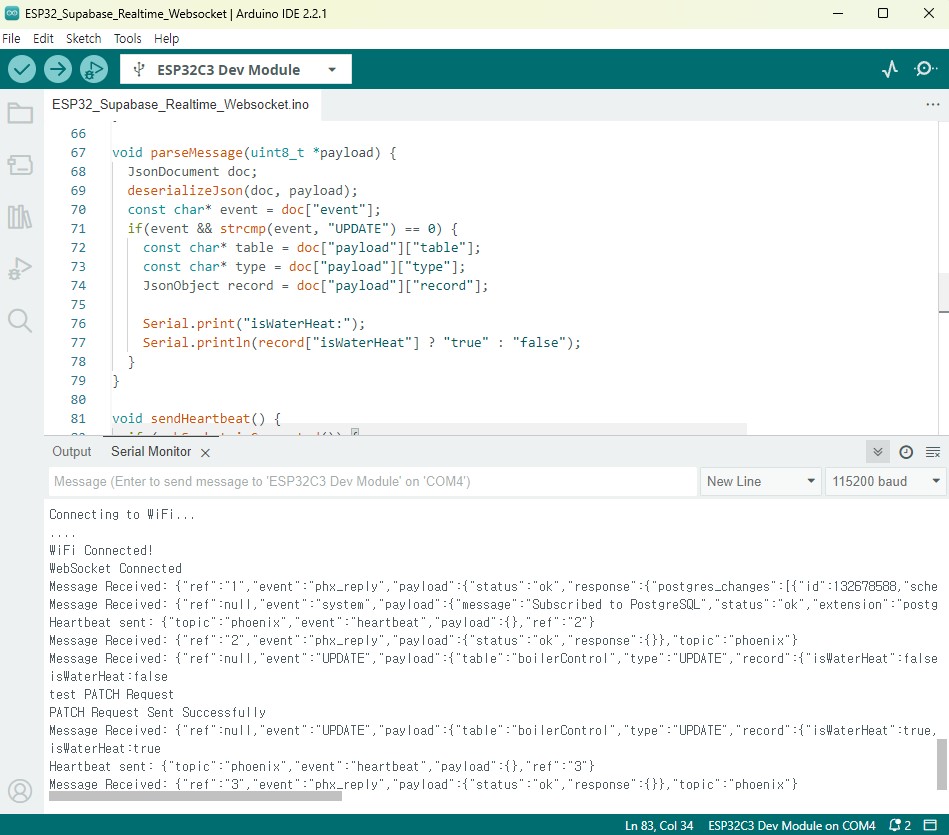 ESP32_Supabase_Realtime_Websocket | Arduino IDE 2.2.1
File Edit Sketch Tools Help
ESP32C3 Dev Module
ESP32_Supabase_Realtime_Websocket.ino
66
67 void parseMessage(uint8_t *payload) {
68 JsonDocument doc;
69 deserializeJson(doc, payload);
70 const char* event = doc["event"];
71 if(event && strcmp(event, "UPDATE") == 0) {
72 const char* table = doc["payload"]["table"];
73 const char* type = doc["payload"]["type"];
74 JsonObject record = doc["payload"]["record"];
75
76 Serial.print("isWaterHeat:");
77 Serial.println(record["isWaterHeat"] ? "true" : "false");
78 }
79 }
80
81 void sendHeartbeat() {
Output Serial Monitor
Message (Enter to send message to 'ESP32C3 Dev Module' on 'COM4') New Line 115200 baud
Connecting to WiFi...
....
WiFi Connected!
WebSocket Connected
Message Received: {"ref":"1","event":"phx_reply","payload":{"status":"ok","response":{"postgres_changes":[{"id":132678588,"sche
Message Received: {"ref":null,"event":"system","payload":{"message":"Subscribed to PostgreSQL","status":"ok","extension":"postg
Heartbeat sent: {"topic":"phoenix","event":"heartbeat","payload":{},"ref":"2"}
Message Received: {"ref":"2","event":"phx_reply","payload":{"status":"ok","response":{}},"topic":"phoenix"}
Message Received: {"ref":null,"event":"UPDATE","payload":{"table":"boilerControl","type":"UPDATE","record":{"isWaterHeat":false
isWaterHeat:false
test PATCH Request
PATCH Request Sent Successfully
Message Received: {"ref":null,"event":"UPDATE","payload":{"table":"boilerControl","type":"UPDATE","record":{"isWaterHeat":true,
isWaterHeat:true
Heartbeat sent: {"topic":"phoenix","event":"heartbeat","payload":{},"ref":"3"}
Message Received: {"ref":"3","event":"phx_reply","payload":{"status":"ok","response":{}},"topic":"phoenix"}
Ln 83, Col 34 ESP32C3 Dev Module on COM4 2